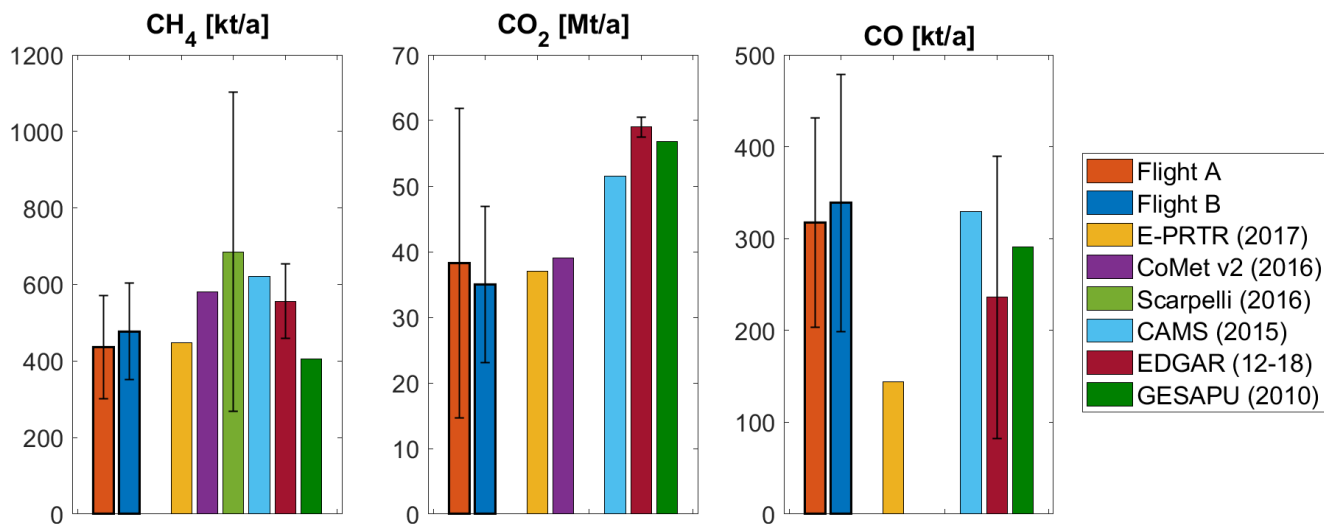 CH4 [kt/a]
1200
1000
800
600
400
200
0
CO2 [Mt/a]
70
60
50
40
30
20
10
0
CO [kt/a]
500
400
300
200
100
0
Flight A
Flight B
E-PRTR (2017)
CoMet v2 (2016)
Scarpelli (2016)
CAMS (2015)
EDGAR (12-18)
GESAPU (2010)